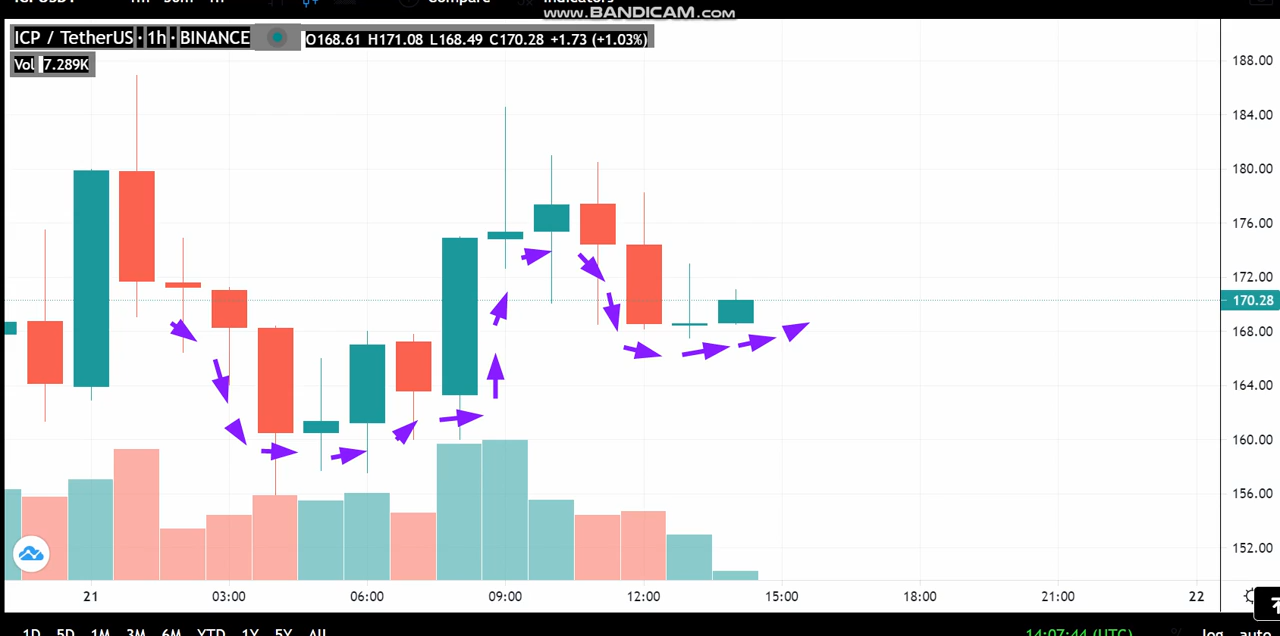 Compare
Indicators
www.BANDICAM.com
ICP / TetherUS · 1h · BINANCE
O168.61 H171.08 L168.49 C170.28 +1.73 (+1.03%)
Vol 7.289K
188.00
184.00
180.00
176.00
172.00
170.28
168.00
164.00
160.00
156.00
152.00
21 03:00 06:00 09:00 12:00 15:00 18:00 21:00 22
1D 5D 1M 3M 6M YTD 1Y 5Y All 14:07:44 (UTC) % log auto